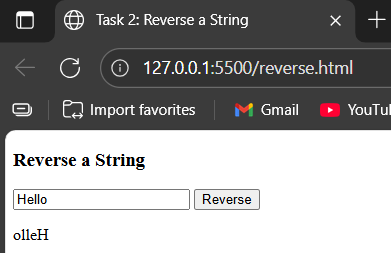 Task 2: Reverse a String
127.0.0.1:5500/reverse.html
Import favorites Gmail YouTu
Reverse a String
Hello Reverse
olleH